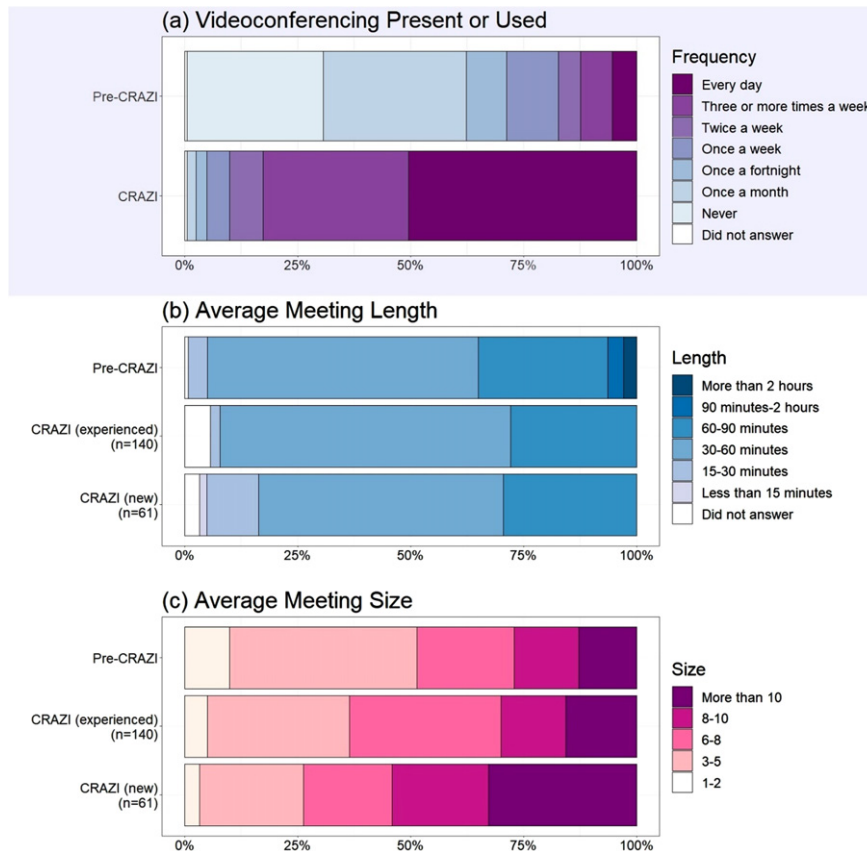 (a) Videoconferencing Present or Used
Pre-CRAZI
CRAZI
0%
25%
50%
75%
100%
Frequency
Every day
Three or more times a week
Twice a week
Once a week
Once a fortnight
Once a month
Never
Did not answer
(b) Average Meeting Length
Pre-CRAZI
CRAZI (experienced)
(n=140)
CRAZI (new)
(n=61)
0%
25%
50%
75%
100%
Length
More than 2 hours
90 minutes-2 hours
60-90 minutes
30-60 minutes
15-30 minutes
Less than 15 minutes
Did not answer
(c) Average Meeting Size
Pre-CRAZI
CRAZI (experienced)
(n=140)
CRAZI (new)
(n=61)
0%
25%
50%
75%
100%
Size
More than 10
8-10
6-8
3-5
1-2